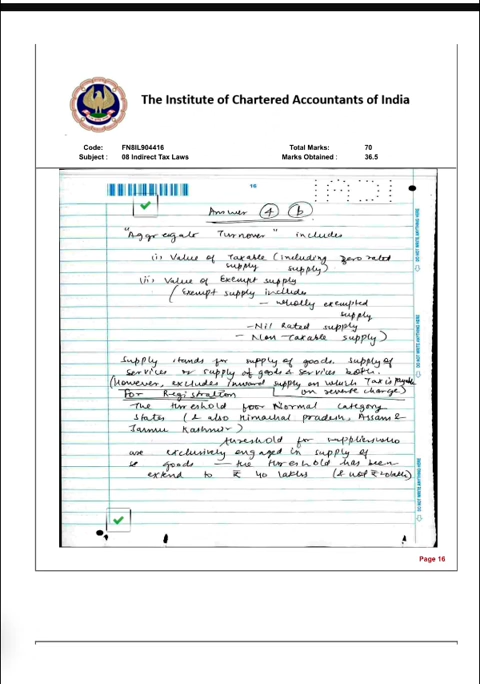 The Institute of Chartered Accountants of India
Code: FN8IL904416 Total Marks: 70
Subject : 08 Indirect Tax Laws Marks Obtained : 36.5
16
Answer 4 b
"Aggregate Turnover" includes
(i) Value of Taxable (Including zero rated
supply supply)
(ii) Value of Exempt supply
(Exempt supply includes
- wholly exempted
supply
- Nil Rated supply
- Non-Taxable supply)
Supply stands for supply of goods, supply of
services or supply of goods & services both.
(However, excludes Inward supply on which Tax is payable
on reverse charge)
For Registration
The threshold for Normal category
states (& also Himachal pradesh, Assam &
Jammu Kashmir)
threshold for suppliers who
are exclusively engaged in supply of
goods — the threshold has been
extend to ₹ 40 lakhs (& not ₹ lakhs)
Page 16